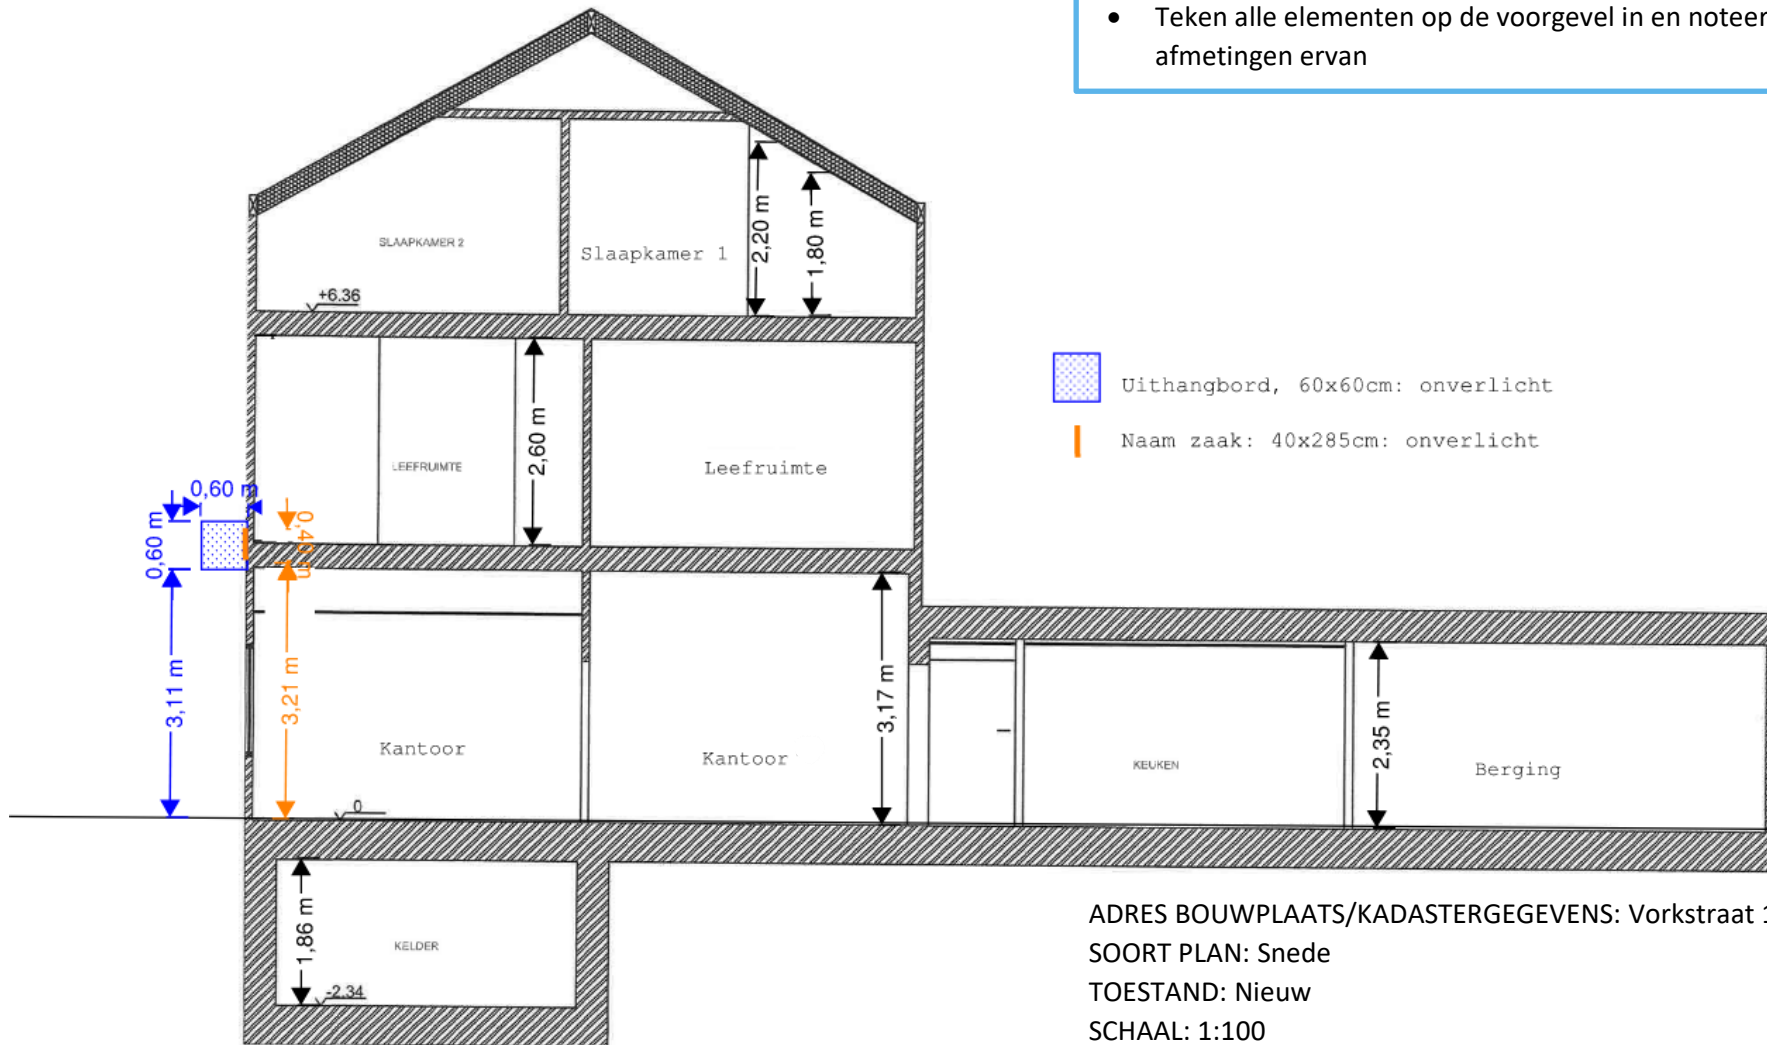 • Teken alle elementen op de voorgevel in en noteer
afmetingen ervan
SLAAPKAMER 2
Slaapkamer 1
2,20 m
1,80 m
+6.36
Uithangbord, 60x60cm: onverlicht
Naam zaak: 40x285cm: onverlicht
LEEFRUIMTE
2,60 m
Leefruimte
0,60 m
0,60 m
0,40 m
3,11 m
3,21 m
3,17 m
2,35 m
Kantoor
Kantoor
KEUKEN
Berging
0
1,86 m
KELDER
-2.34
ADRES BOUWPLAATS/KADASTERGEGEVENS: Vorkstraat 1
SOORT PLAN: Snede
TOESTAND: Nieuw
SCHAAL: 1:100